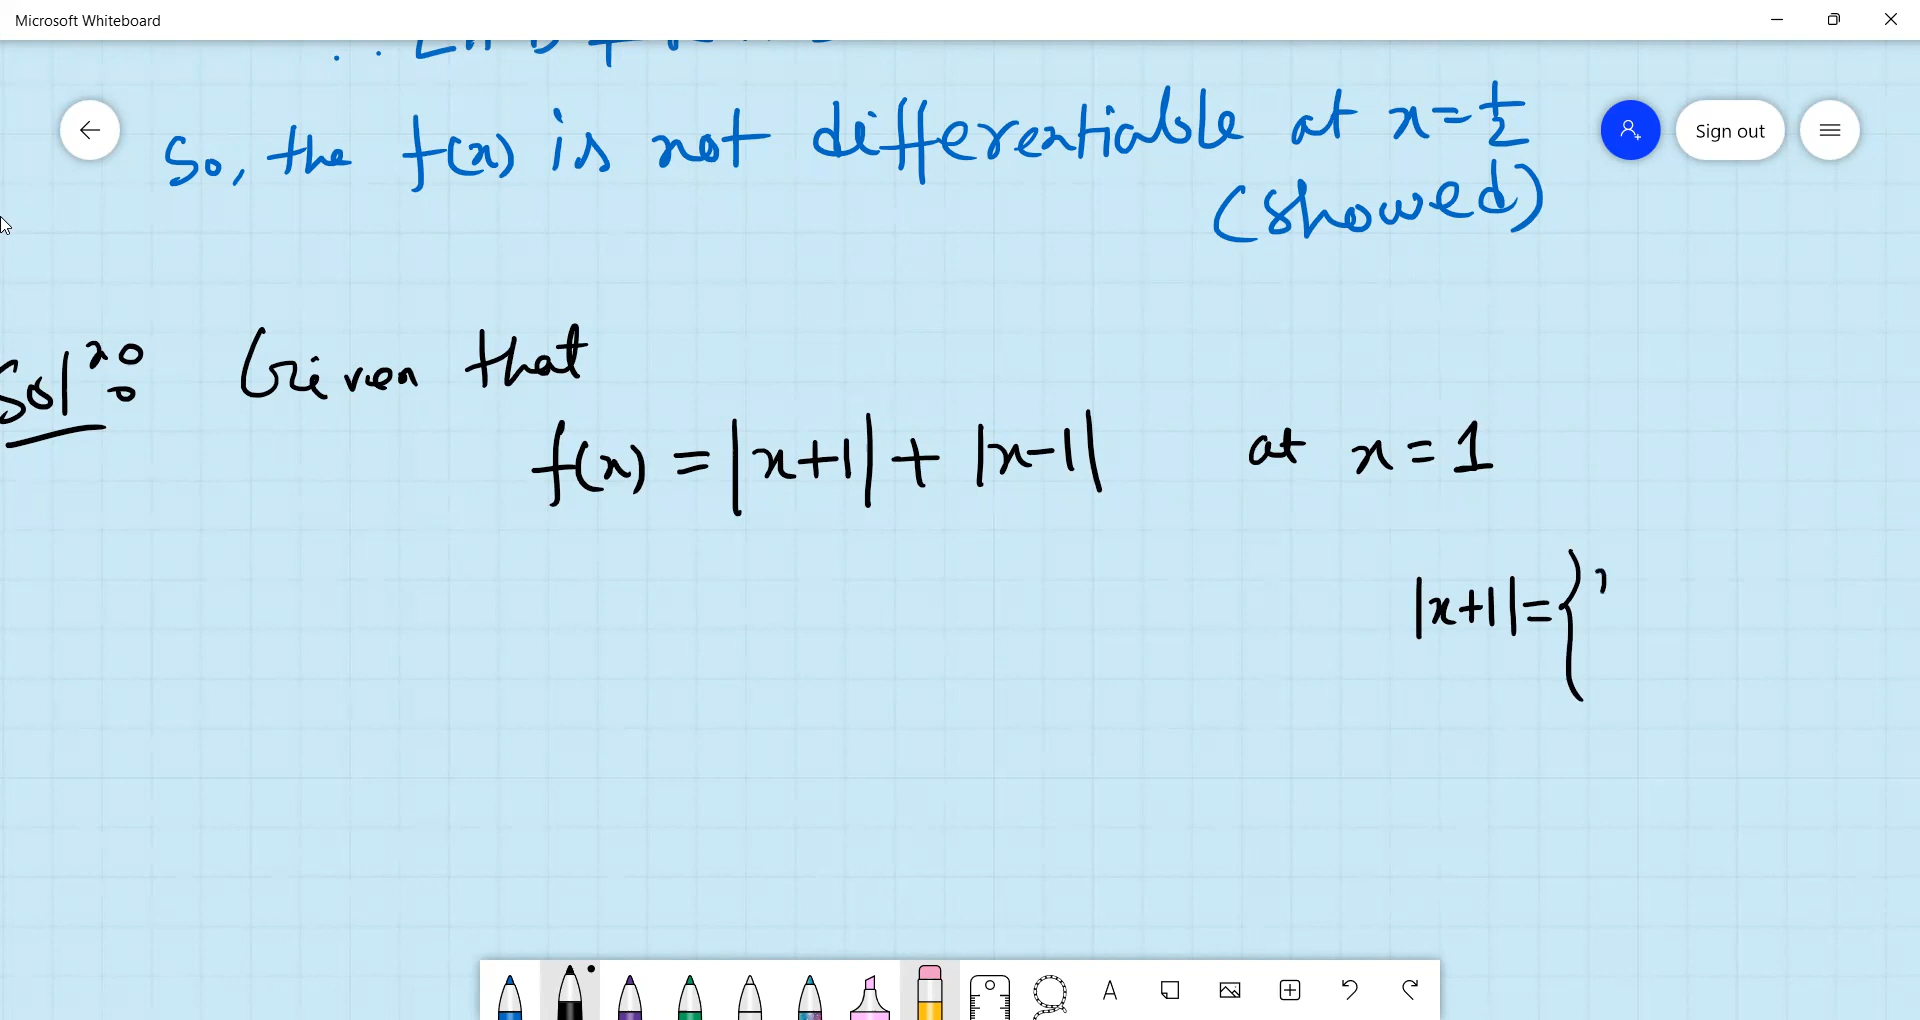 Microsoft Whiteboard
So, the f(x) is not differentiable at x = 1/2
(showed)
Sign out
Solⁿ: Given that
f(x) = |x+1| + |x-1| at x = 1
|x+1| = {